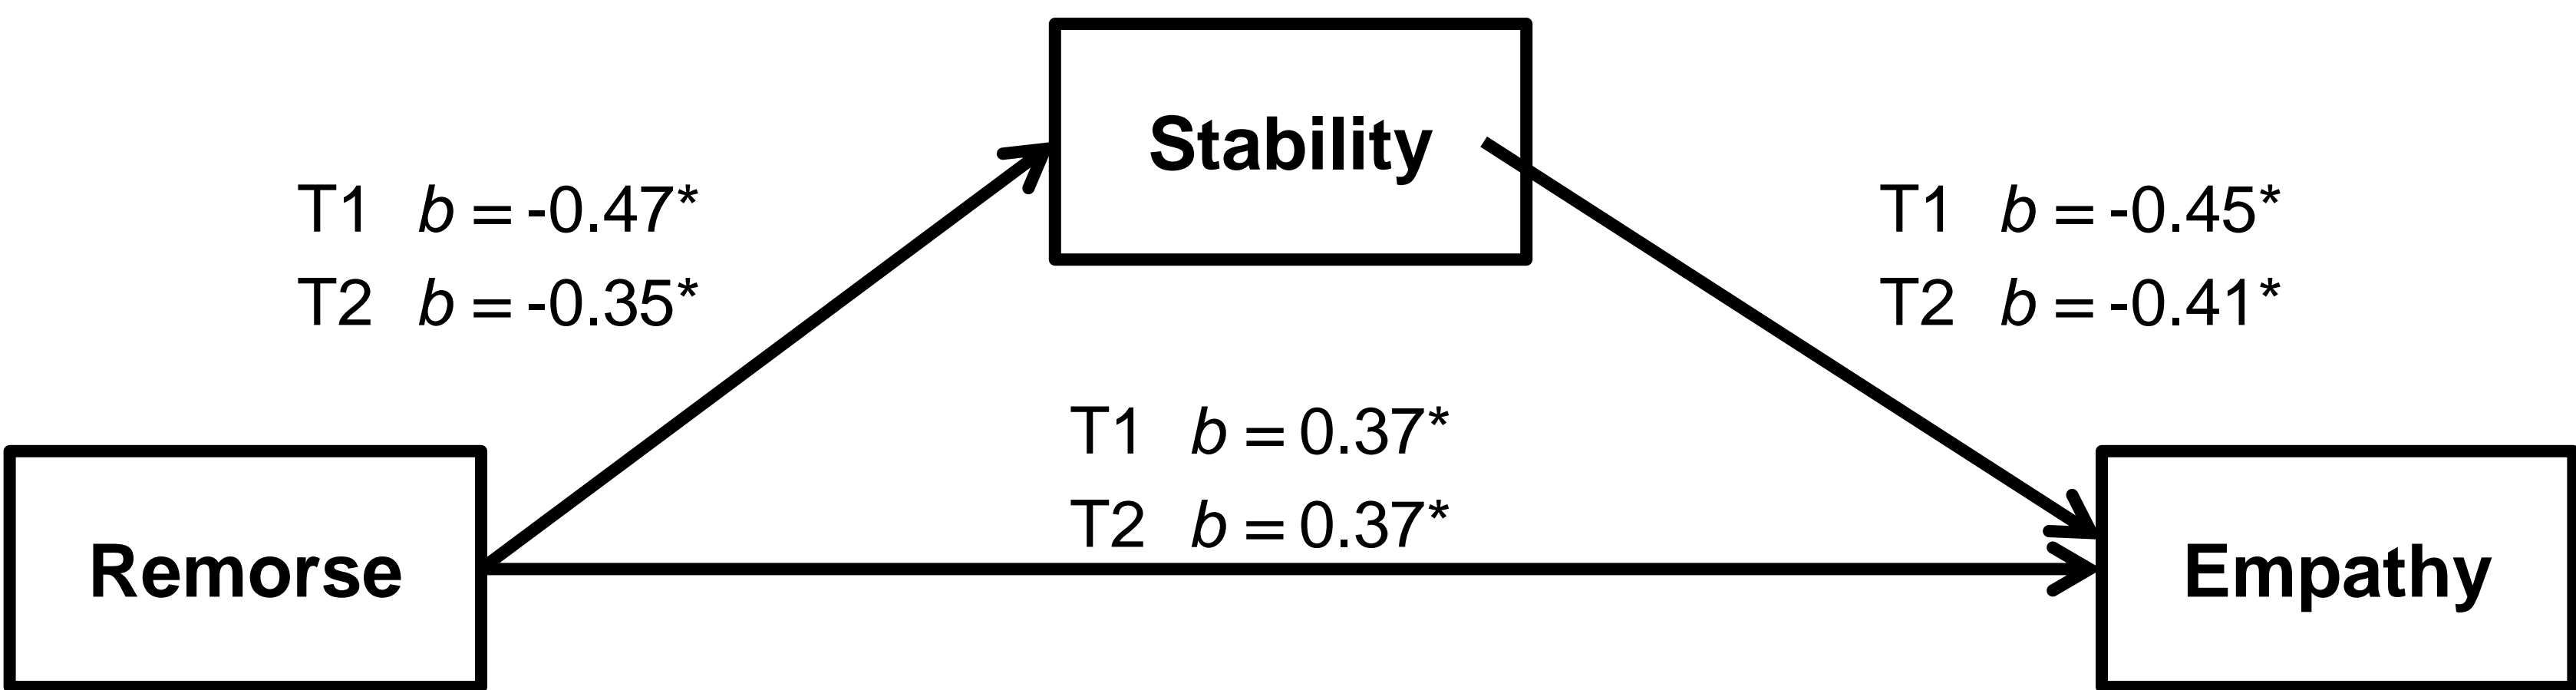 Stability
T1 b = -0.47*
T2 b = -0.35*
T1 b = -0.45*
T2 b = -0.41*
T1 b = 0.37*
T2 b = 0.37*
Remorse
Empathy